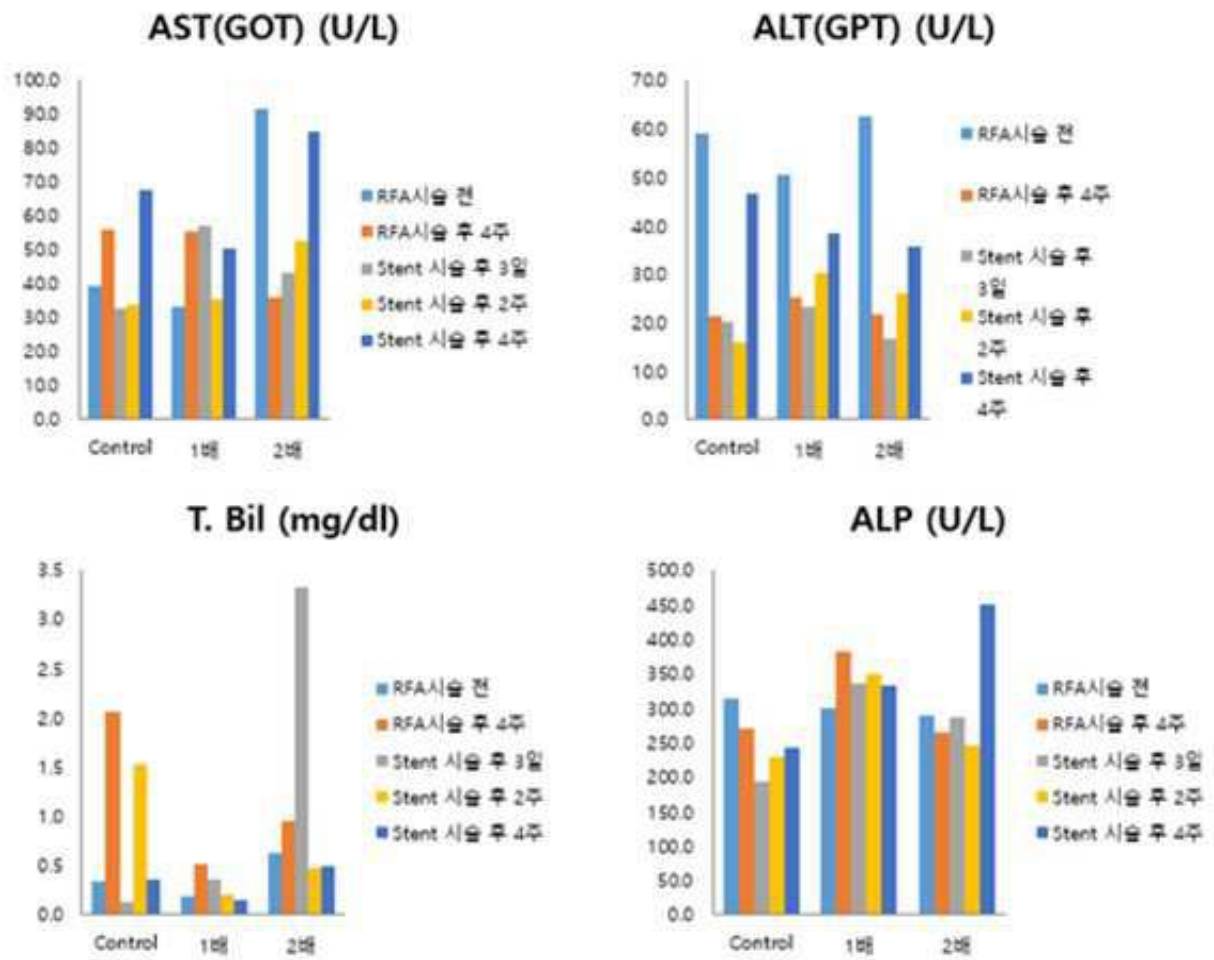 AST(GOT) (U/L)
100.0
90.0
80.0
70.0
60.0
50.0
40.0
30.0
20.0
10.0
0.0
Control
1배
2배
RFA시술 전
RFA시술 후 4주
Stent 시술 후 3일
Stent 시술 후 2주
Stent 시술 후 4주
ALT(GPT) (U/L)
70.0
60.0
50.0
40.0
30.0
20.0
10.0
0.0
Control
1배
2배
RFA시술 전
RFA시술 후 4주
Stent 시술 후
3일
Stent 시술 후
2주
Stent 시술 후
4주
T. Bil (mg/dl)
3.5
3.0
2.5
2.0
1.5
1.0
0.5
0.0
Control
1배
2배
RFA시술 전
RFA시술 후 4주
Stent 시술 후 3일
Stent 시술 후 2주
Stent 시술 후 4주
ALP (U/L)
500.0
450.0
400.0
350.0
300.0
250.0
200.0
150.0
100.0
50.0
0.0
Control
1배
2배
RFA시술 전
RFA시술 후 4주
Stent 시술 후 3일
Stent 시술 후 2주
Stent 시술 후 4주